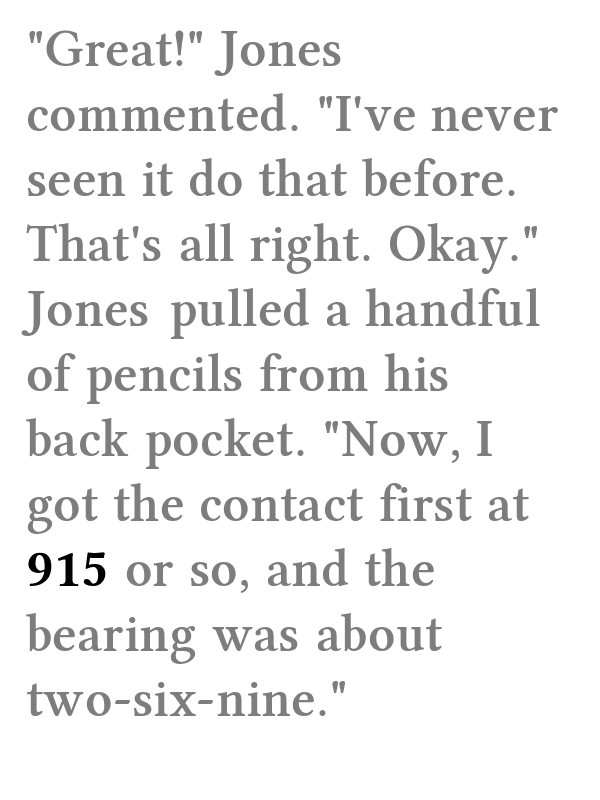 "Great!" Jones
commented. "I've never
seen it do that before.
That's all right. Okay."
Jones pulled a handful
of pencils from his
back pocket. "Now, I
got the contact first at
915 or so, and the
bearing was about
two-six-nine."